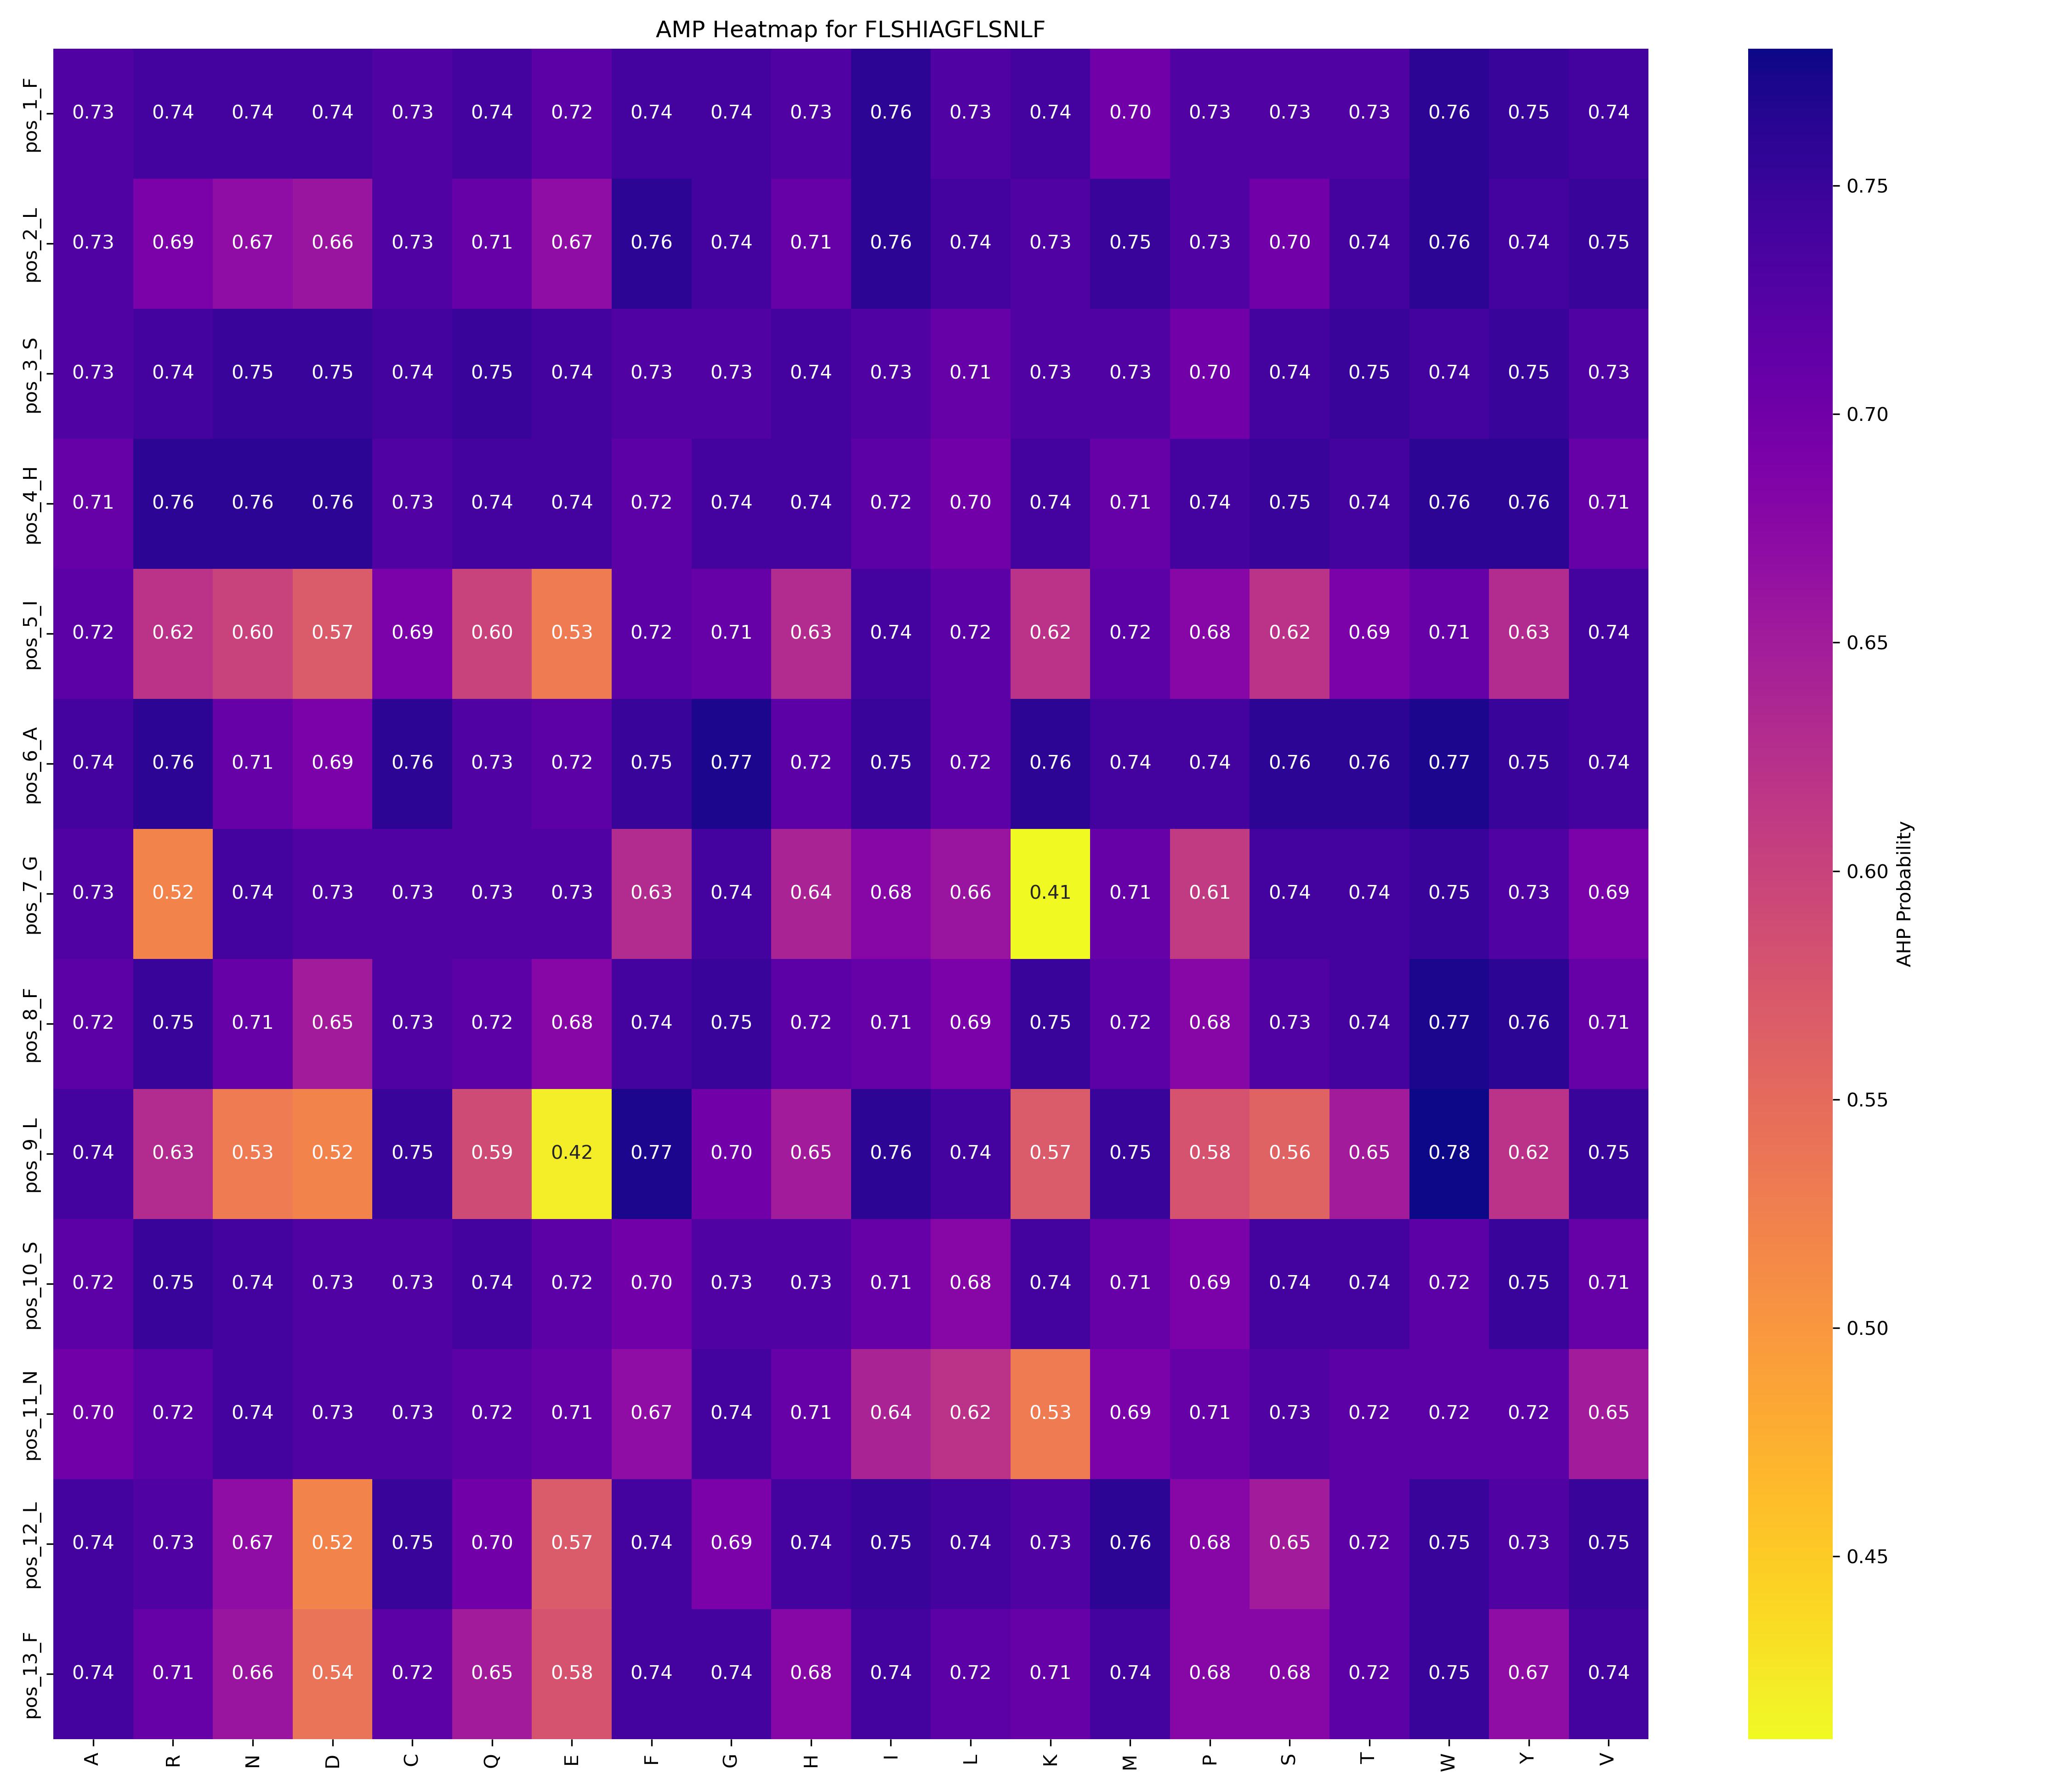 AMP Heatmap for FLSHIAGFLSNLF
pos_1_F 0.73 0.74 0.74 0.74 0.73 0.74 0.72 0.74 0.74 0.73 0.76 0.73 0.74 0.70 0.73 0.73 0.73 0.76 0.75 0.74
pos_2_L 0.73 0.69 0.67 0.66 0.73 0.71 0.67 0.76 0.74 0.71 0.76 0.74 0.73 0.75 0.73 0.70 0.74 0.76 0.74 0.75
pos_3_S 0.73 0.74 0.75 0.75 0.74 0.75 0.74 0.73 0.73 0.74 0.73 0.71 0.73 0.73 0.70 0.74 0.75 0.74 0.75 0.73
pos_4_H 0.71 0.76 0.76 0.76 0.73 0.74 0.74 0.72 0.74 0.74 0.72 0.70 0.74 0.71 0.74 0.75 0.74 0.76 0.76 0.71
pos_5_I 0.72 0.62 0.60 0.57 0.69 0.60 0.53 0.72 0.71 0.63 0.74 0.72 0.62 0.72 0.68 0.62 0.69 0.71 0.63 0.74
pos_6_A 0.74 0.76 0.71 0.69 0.76 0.73 0.72 0.75 0.77 0.72 0.75 0.72 0.76 0.74 0.74 0.76 0.76 0.77 0.75 0.74
pos_7_G 0.73 0.52 0.74 0.73 0.73 0.73 0.73 0.63 0.74 0.64 0.68 0.66 0.41 0.71 0.61 0.74 0.74 0.75 0.73 0.69
pos_8_F 0.72 0.75 0.71 0.65 0.73 0.72 0.68 0.74 0.75 0.72 0.71 0.69 0.75 0.72 0.68 0.73 0.74 0.77 0.76 0.71
pos_9_L 0.74 0.63 0.53 0.52 0.75 0.59 0.42 0.77 0.70 0.65 0.76 0.74 0.57 0.75 0.58 0.56 0.65 0.78 0.62 0.75
pos_10_S 0.72 0.75 0.74 0.73 0.73 0.74 0.72 0.70 0.73 0.73 0.71 0.68 0.74 0.71 0.69 0.74 0.74 0.72 0.75 0.71
pos_11_N 0.70 0.72 0.74 0.73 0.73 0.72 0.71 0.67 0.74 0.71 0.64 0.62 0.53 0.69 0.71 0.73 0.72 0.72 0.72 0.65
pos_12_L 0.74 0.73 0.67 0.52 0.75 0.70 0.57 0.74 0.69 0.74 0.75 0.74 0.73 0.76 0.68 0.65 0.72 0.75 0.73 0.75
pos_13_F 0.74 0.71 0.66 0.54 0.72 0.65 0.58 0.74 0.74 0.68 0.74 0.72 0.71 0.74 0.68 0.68 0.72 0.75 0.67 0.74
A R N D C Q E F G H I L K M P S T W Y V
0.75
0.70
0.65
0.60
0.55
0.50
0.45
AHP Probability